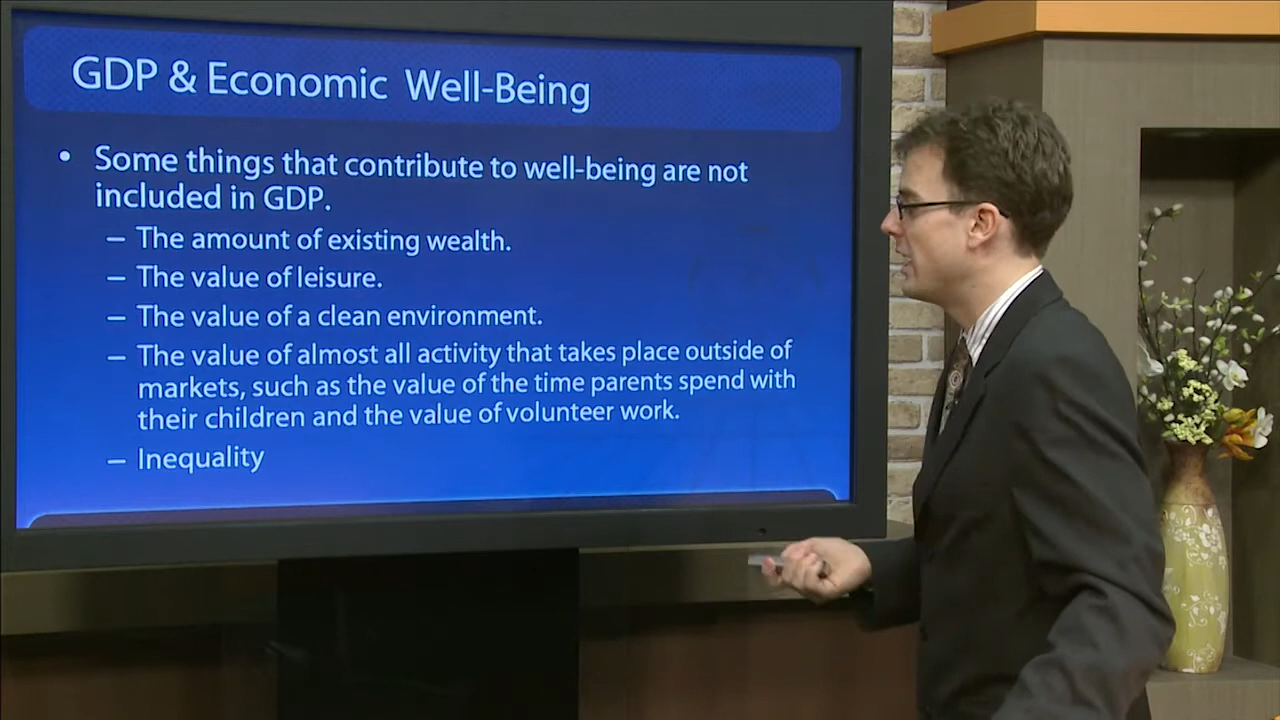 GDP & Economic Well-Being
• Some things that contribute to well-being are not
included in GDP.
– The amount of existing wealth.
– The value of leisure.
– The value of a clean environment.
– The value of almost all activity that takes place outside of
markets, such as the value of the time parents spend with
their children and the value of volunteer work.
– Inequality